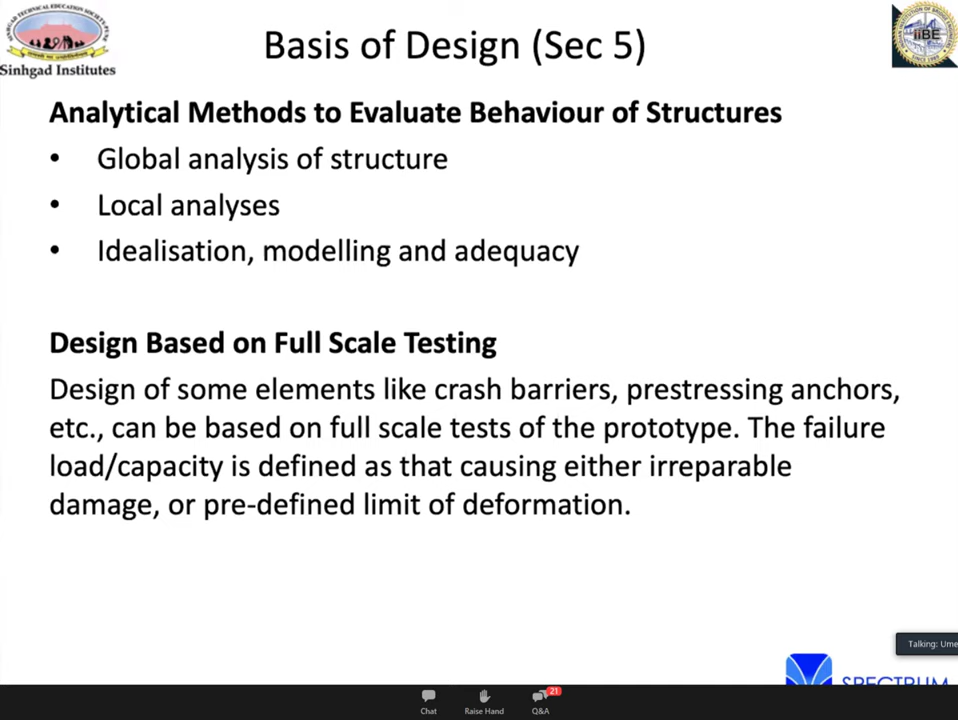 Basis of Design (Sec 5)
Sinhgad Institutes
iiBE
Analytical Methods to Evaluate Behaviour of Structures
• Global analysis of structure
• Local analyses
• Idealisation, modelling and adequacy
Design Based on Full Scale Testing
Design of some elements like crash barriers, prestressing anchors,
etc., can be based on full scale tests of the prototype. The failure
load/capacity is defined as that causing either irreparable
damage, or pre-defined limit of deformation.
Talking: Ume
SPECTRUM
21
Chat
Raise Hand
Q&A